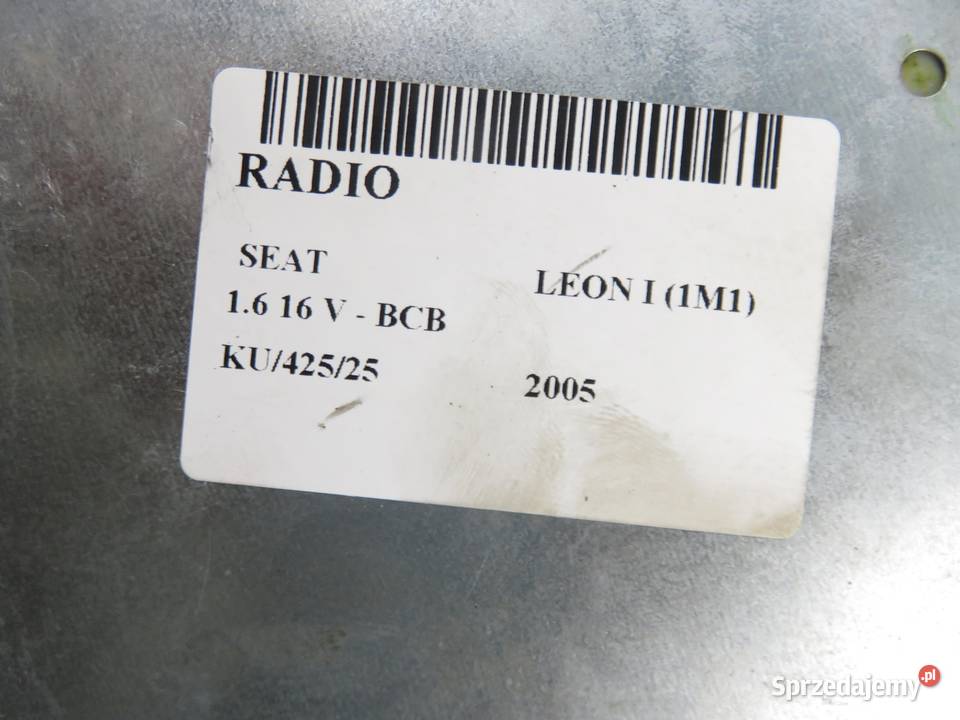 RADIO
SEAT
LEON I (1M1)
1.6 16 V - BCB
KU/425/25
2005
Sprzedajemy.pl